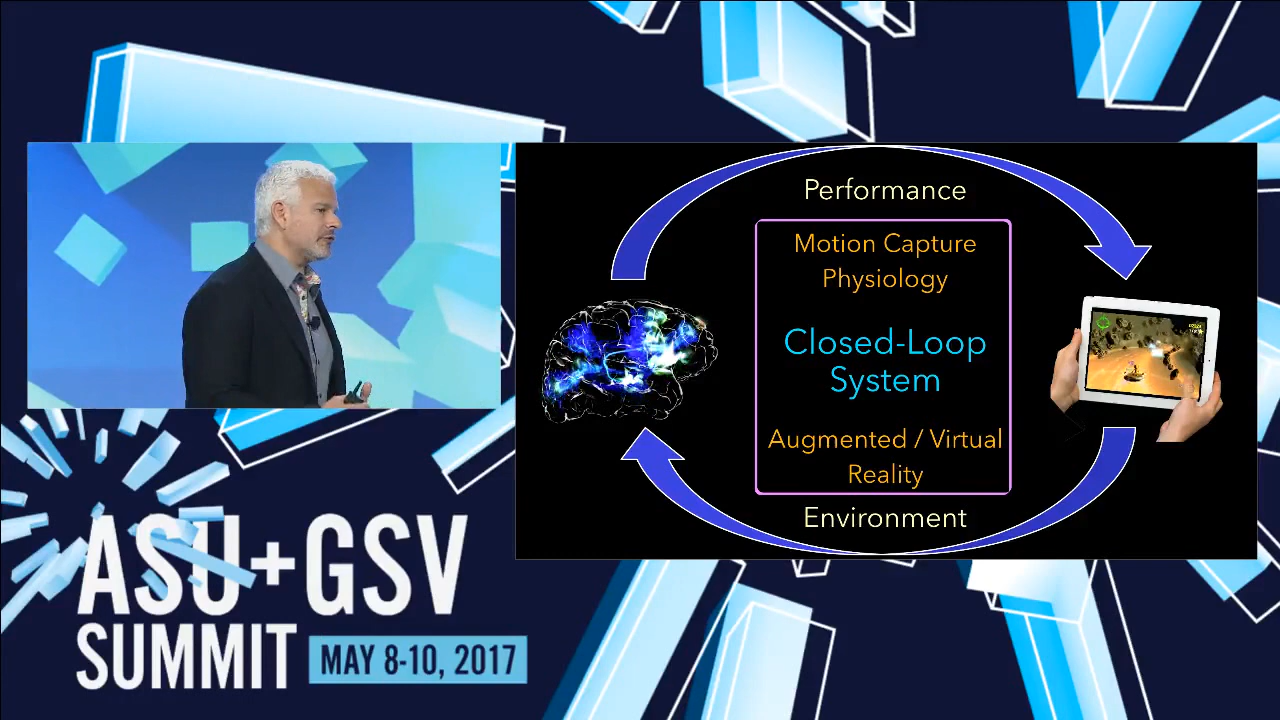 Performance
Motion Capture
Physiology
Closed-Loop
System
Augmented / Virtual
Reality
Environment
ASU+GSV
SUMMIT
MAY 8-10, 2017